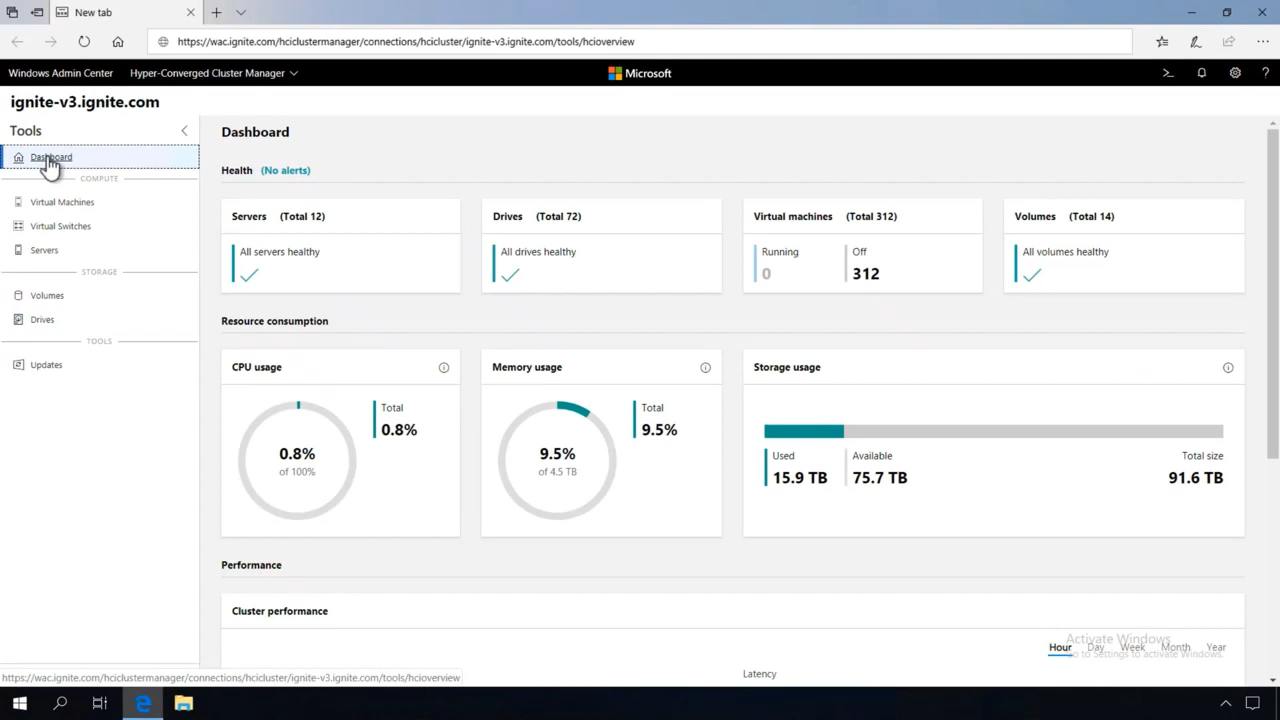 New tab
https://wac.ignite.com/hciclustermanager/connections/hcicluster/ignite-v3.ignite.com/tools/hcioverview
Windows Admin Center
Hyper-Converged Cluster Manager
Microsoft
?
ignite-v3.ignite.com
Tools
Dashboard
COMPUTE
Virtual Machines
Virtual Switches
Servers
STORAGE
Volumes
Drives
TOOLS
Updates
Dashboard
Health (No alerts)
Servers (Total 12)
All servers healthy
Drives (Total 72)
All drives healthy
Virtual machines (Total 312)
Running
0
Off
312
Volumes (Total 14)
All volumes healthy
Resource consumption
CPU usage
0.8%
of 100%
Total
0.8%
Memory usage
9.5%
of 4.5 TB
Total
9.5%
Storage usage
Used
15.9 TB
Available
75.7 TB
Total size
91.6 TB
Performance
Cluster performance
Activate Windows
Go to Settings to activate Windows.
Hour Day Week Month Year
Latency
https://wac.ignite.com/hciclustermanager/connections/hcicluster/ignite-v3.ignite.com/tools/hcioverview